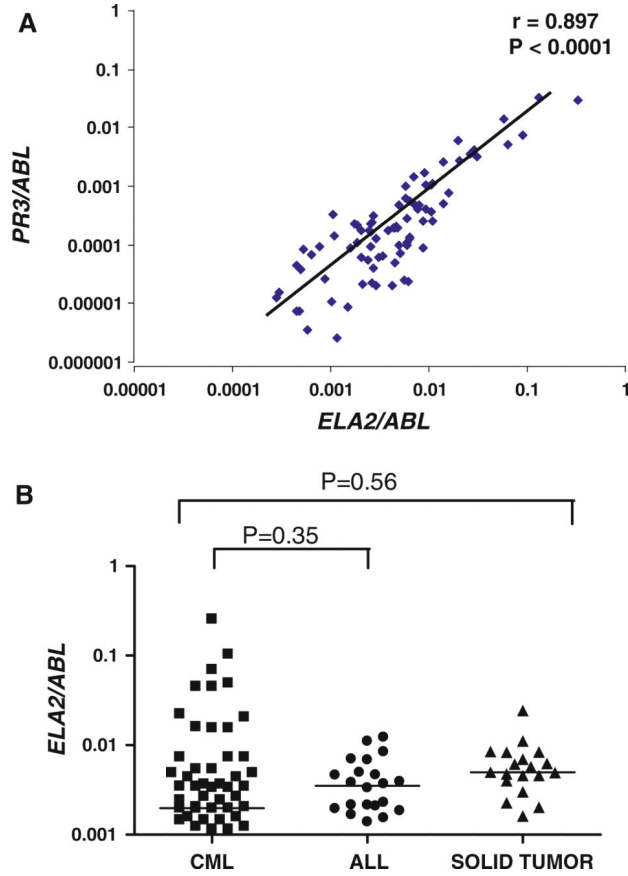 A
r = 0.897
P < 0.0001
1
0.1
0.01
0.001
0.0001
0.00001
0.000001
PR3/ABL
0.00001 0.0001 0.001 0.01 0.1 1
ELA2/ABL
B
P=0.56
P=0.35
1
0.1
0.01
0.001
ELA2/ABL
CML ALL SOLID TUMOR